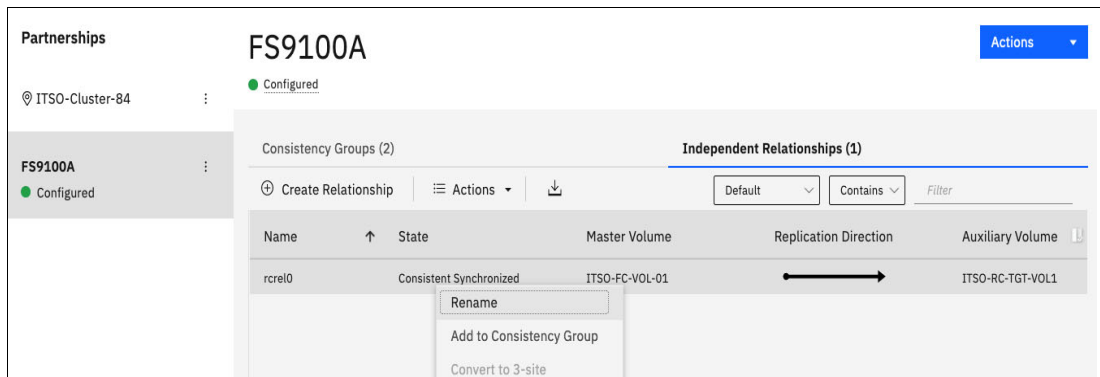 Partnerships
ITSO-Cluster-84
FS9100A
Configured
FS9100A
Configured
Actions
Consistency Groups (2)
Independent Relationships (1)
Create Relationship
Actions
Default
Contains
Filter
Name State Master Volume Replication Direction Auxiliary Volume
rcrel0 Consistent Synchronized ITSO-FC-VOL-01 ITSO-RC-TGT-VOL1
Rename
Add to Consistency Group
Convert to 3-site